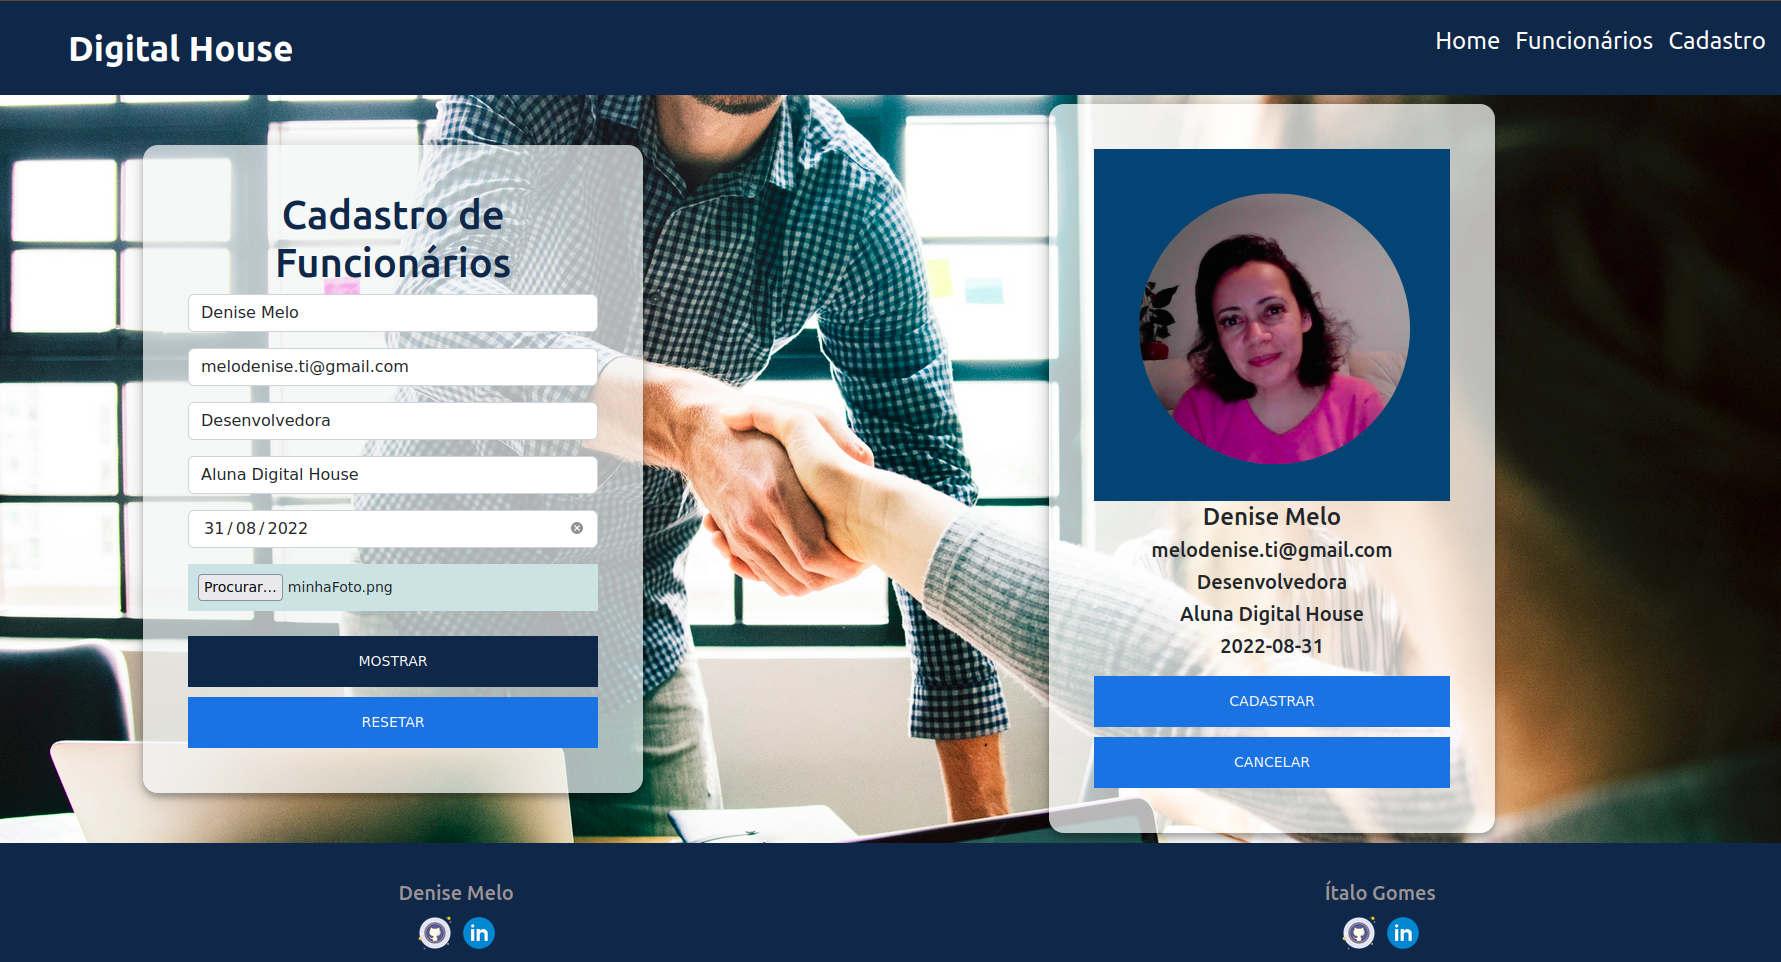 Digital House
Home Funcionários Cadastro
Cadastro de
Funcionários
Denise Melo
melodenise.ti@gmail.com
Desenvolvedora
Aluna Digital House
31/08/2022
Procurar... minhaFoto.png
MOSTRAR
RESETAR
Denise Melo
melodenise.ti@gmail.com
Desenvolvedora
Aluna Digital House
2022-08-31
CADASTRAR
CANCELAR
Denise Melo
in
Ítalo Gomes
in